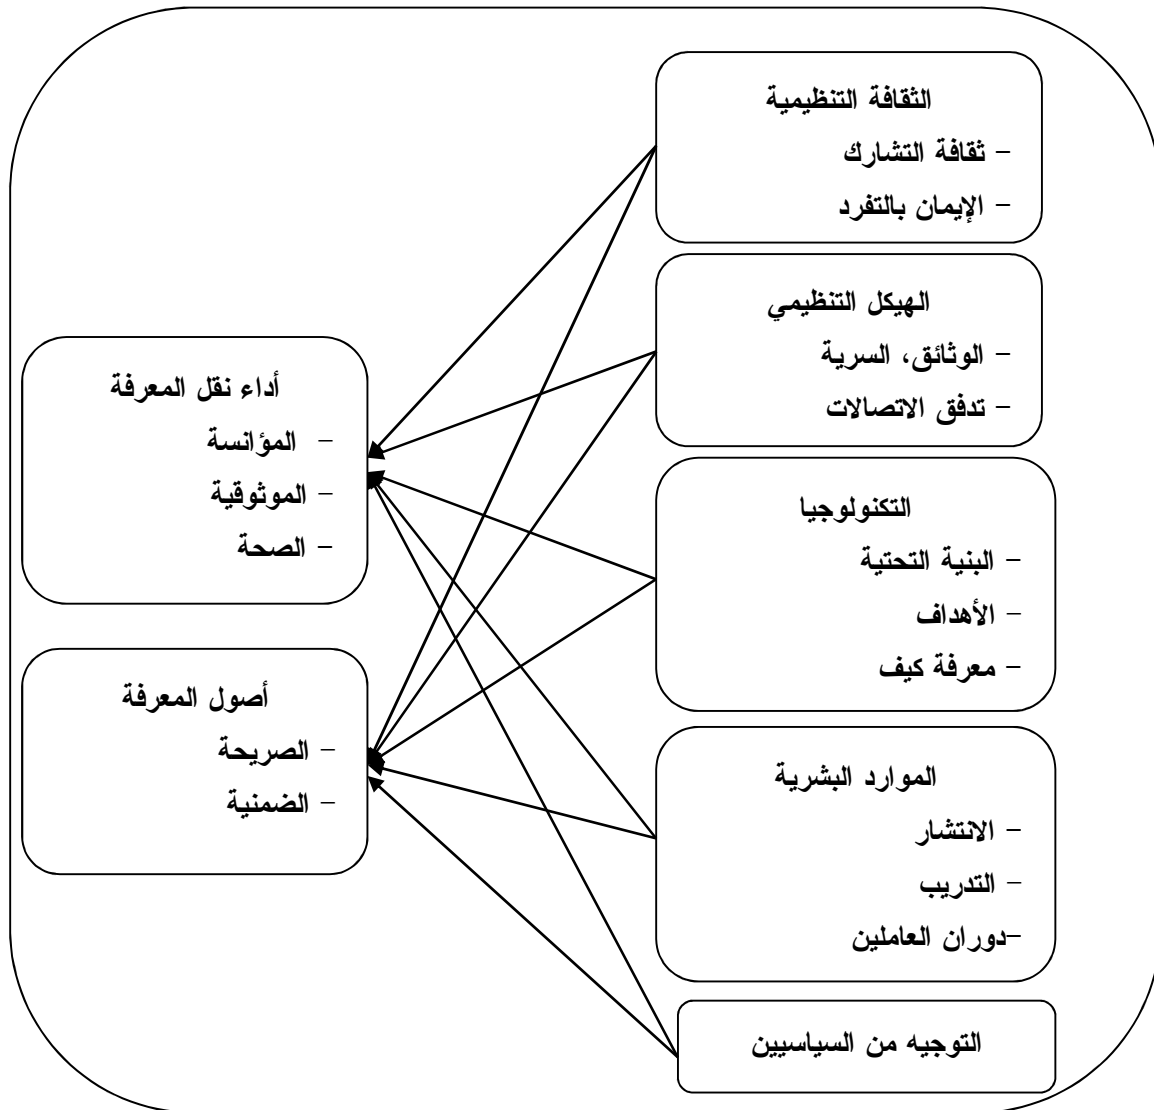 الثقافة التنظيمية
– ثقافة التشارك
– الإيمان بالتفرد
الهيكل التنظيمي
– الوثائق، السرية
– تدفق الاتصالات
التكنولوجيا
– البنية التحتية
– الأهداف
– معرفة كيف
الموارد البشرية
– الانتشار
– التدريب
–دوران العاملين
التوجيه من السياسيين
أداء نقل المعرفة
– المؤانسة
– الموثوقية
– الصحة
أصول المعرفة
– الصريحة
– الضمنية